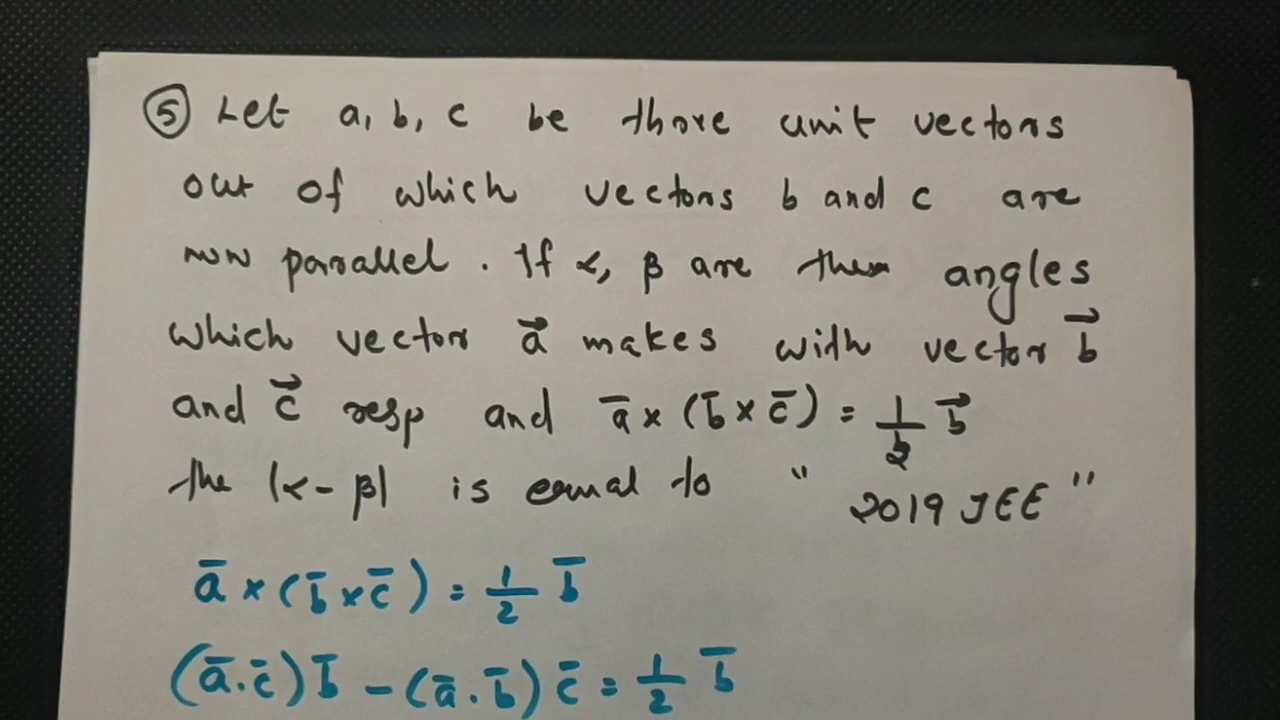 ⑤ Let a, b, c be three unit vectors
out of which vectors b and c are
non parallel. If α, β are then angles
which vector a⃗ makes with vector b⃗
and c⃗ resp and a̅ × (b̅ × c̅) = 1/2 b⃗
the |α - β| is equal to " 2019 JEE "
a̅ × (b̅ × c̅) = 1/2 b̅
(a̅.c̅) b̅ - (a̅.b̅) c̅ = 1/2 b̅